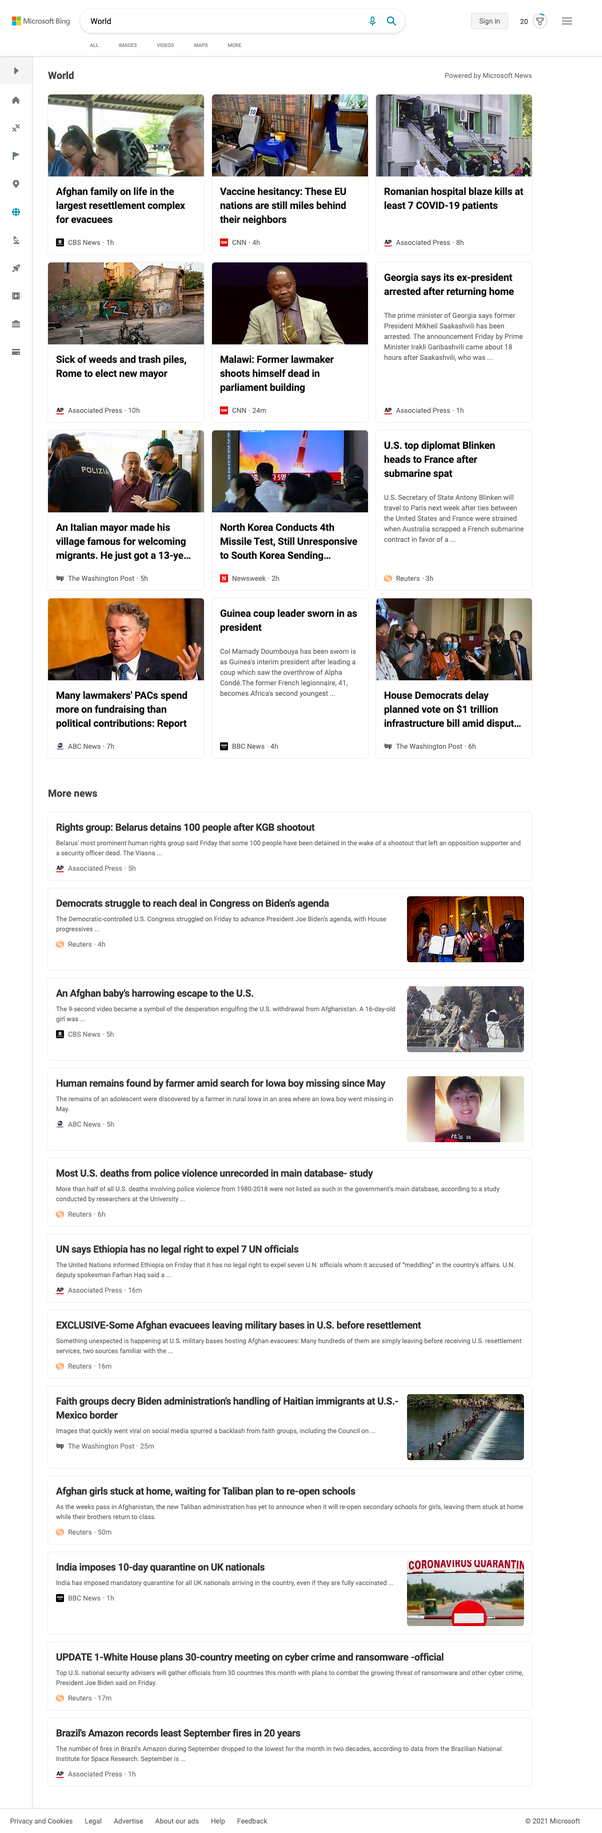 Microsoft Bing
World
Sign in
20
ALL
IMAGES
VIDEOS
MAPS
MORE
World
Powered by Microsoft News
Afghan family on life in the
largest resettlement complex
for evacuees
CBS News · 1h
Vaccine hesitancy: These EU
nations are still miles behind
their neighbors
CNN · 4h
Romanian hospital blaze kills at
least 7 COVID-19 patients
AP Associated Press · 8h
Sick of weeds and trash piles,
Rome to elect new mayor
AP Associated Press · 10h
Malawi: Former lawmaker
shoots himself dead in
parliament building
CNN · 24m
Georgia says its ex-president
arrested after returning home
The prime minister of Georgia says former
President Mikheil Saakashvili has been
arrested. The announcement Friday by Prime
Minister Irakli Garibashvili came about 18
hours after Saakashvili, who was ...
AP Associated Press · 1h
POLIZIA
An Italian mayor made his
village famous for welcoming
migrants. He just got a 13-ye...
wp The Washington Post · 5h
North Korea Conducts 4th
Missile Test, Still Unresponsive
to South Korea Sending...
N Newsweek · 2h
U.S. top diplomat Blinken
heads to France after
submarine spat
U.S. Secretary of State Antony Blinken will
travel to Paris next week after ties between
the United States and France were strained
when Australia scrapped a French submarine
contract in favor of a ...
Reuters · 3h
Many lawmakers' PACs spend
more on fundraising than
political contributions: Report
ABC News · 7h
Guinea coup leader sworn in as
president
Col Mamady Doumbouya has been sworn is
as Guinea's interim president after leading a
coup which saw the overthrow of Alpha
Condé.The former French legionnaire, 41,
becomes Africa's second youngest ...
BBC News · 4h
House Democrats delay
planned vote on $1 trillion
infrastructure bill amid disput...
wp The Washington Post · 6h
More news
Rights group: Belarus detains 100 people after KGB shootout
Belarus' most prominent human rights group said Friday that some 100 people have been detained in the wake of a shootout that left an opposition supporter and
a security officer dead. The Viasna ...
AP Associated Press · 5h
Democrats struggle to reach deal in Congress on Biden's agenda
The Democratic-controlled U.S. Congress struggled on Friday to advance President Joe Biden's agenda, with House
progressives ...
Reuters · 4h
An Afghan baby's harrowing escape to the U.S.
The 9-second video became a symbol of the desperation engulfing the U.S. withdrawal from Afghanistan. A 16-day-old
girl was ...
CBS News · 5h
Human remains found by farmer amid search for Iowa boy missing since May
The remains of an adolescent were discovered by a farmer in rural Iowa in an area where an Iowa boy went missing in
May.
ABC News · 5h
It's a
Most U.S. deaths from police violence unrecorded in main database- study
More than half of all U.S. deaths involving police violence from 1980-2018 were not listed as such in the government's main database, according to a study
conducted by researchers at the University ...
Reuters · 6h
UN says Ethiopia has no legal right to expel 7 UN officials
The United Nations informed Ethiopia on Friday that it has no legal right to expel seven U.N. officials whom it accused of "meddling" in the country's affairs. U.N.
deputy spokesman Farhan Haq said a ...
AP Associated Press · 16m
EXCLUSIVE-Some Afghan evacuees leaving military bases in U.S. before resettlement
Something unexpected is happening at U.S. military bases hosting Afghan evacuees: Many hundreds of them are simply leaving before receiving U.S. resettlement
services, two sources familiar with the ...
Reuters · 16m
Faith groups decry Biden administration's handling of Haitian immigrants at U.S.-
Mexico border
Images that quickly went viral on social media spurred a backlash from faith groups, including the Council on ...
wp The Washington Post · 25m
Afghan girls stuck at home, waiting for Taliban plan to re-open schools
As the weeks pass in Afghanistan, the new Taliban administration has yet to announce when it will re-open secondary schools for girls, leaving them stuck at home
while their brothers return to class.
Reuters · 50m
India imposes 10-day quarantine on UK nationals
India has imposed mandatory quarantine for all UK nationals arriving in the country, even if they are fully vaccinated ...
BBC News · 1h
CORONAVIRUS QUARANTIN
UPDATE 1-White House plans 30-country meeting on cyber crime and ransomware -official
Top U.S. national security advisers will gather officials from 30 countries this month with plans to combat the growing threat of ransomware and other cyber crime,
President Joe Biden said on Friday.
Reuters · 17m
Brazil's Amazon records least September fires in 20 years
The number of fires in Brazil's Amazon during September dropped to the lowest for the month in two decades, according to data from the Brazilian National
Institute for Space Research. September is ...
AP Associated Press · 1h
Privacy and Cookies
Legal
Advertise
About our ads
Help
Feedback
© 2021 Microsoft